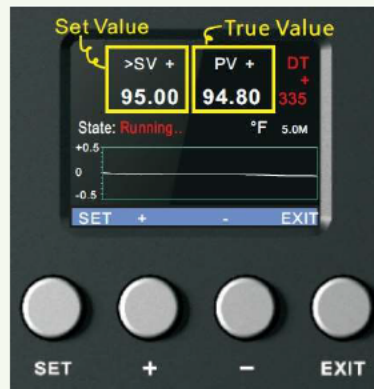 Set Value
True Value
>SV + PV + DT
+
95.00 94.80 335
State: Running.. °F 5.0M
+0.5
0
-0.5
SET + - EXIT
SET + - EXIT